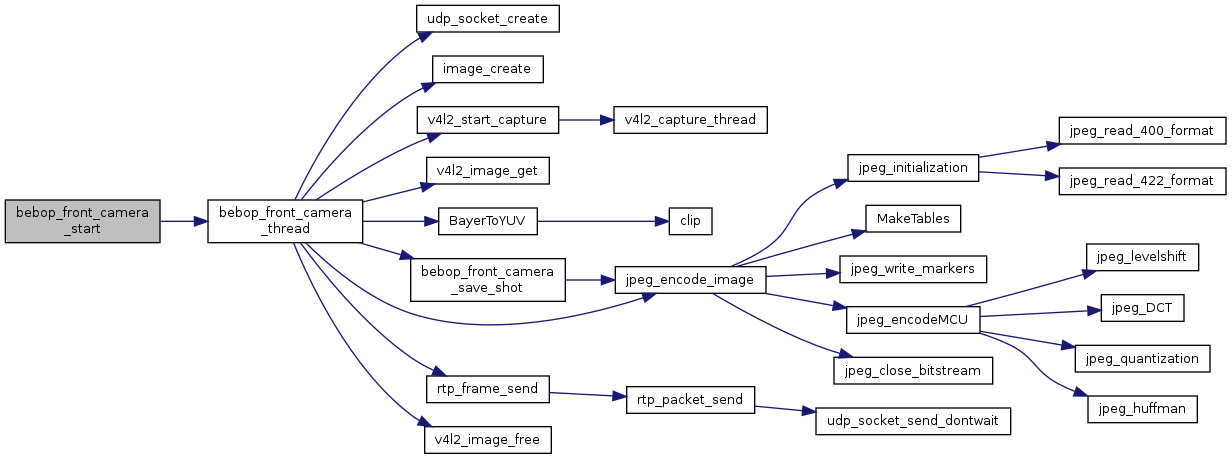 bebop_front_camera
_start
bebop_front_camera
_thread
udp_socket_create
image_create
v4l2_start_capture
v4l2_image_get
BayerToYUV
bebop_front_camera
_save_shot
rtp_frame_send
v4l2_image_free
v4l2_capture_thread
clip
jpeg_encode_image
rtp_packet_send
jpeg_initialization
MakeTables
jpeg_write_markers
jpeg_encodeMCU
jpeg_close_bitstream
udp_socket_send_dontwait
jpeg_read_400_format
jpeg_read_422_format
jpeg_levelshift
jpeg_DCT
jpeg_quantization
jpeg_huffman